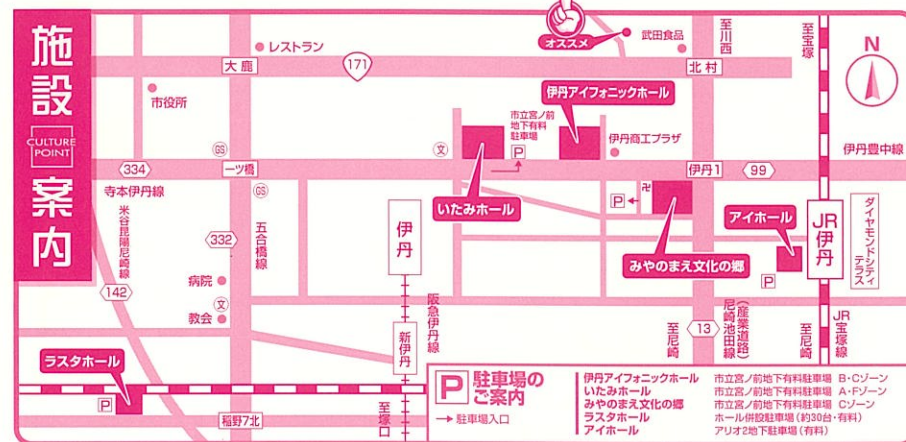 施設
CULTURE
POINT
案内
オススメ
武田食品
至川西
至宝塚
N
レストラン
大鹿
171
北村
市役所
伊丹アイフォニックホール
市立宮ノ前
地下有料
駐車場
P
伊丹商工プラザ
GS
文
伊丹豊中線
334
一ツ橋
伊丹1
99
寺本伊丹線
GS
いたみホール
P
卍
アイホール
JR伊丹
ダイヤモンドシティ
テラス
米谷昆陽尼崎線
332
五合橋線
伊丹
みやのまえ文化の郷
P
病院
142
文
教会
阪急伊丹線
新伊丹
至尼崎
13
尼崎池田線
(産業道路)
至尼崎
JR宝塚線
ラスタホール
P
稲野7北
至塚口
P 駐車場の
ご案内
→ 駐車場入口
伊丹アイフォニックホール 市立宮ノ前地下有料駐車場 B・Cゾーン
いたみホール 市立宮ノ前地下有料駐車場 A・Fゾーン
みやのまえ文化の郷 市立宮ノ前地下有料駐車場 Cゾーン
ラスタホール ホール併設駐車場(約30台・有料)
アイホール アリオ2地下駐車場(有料)